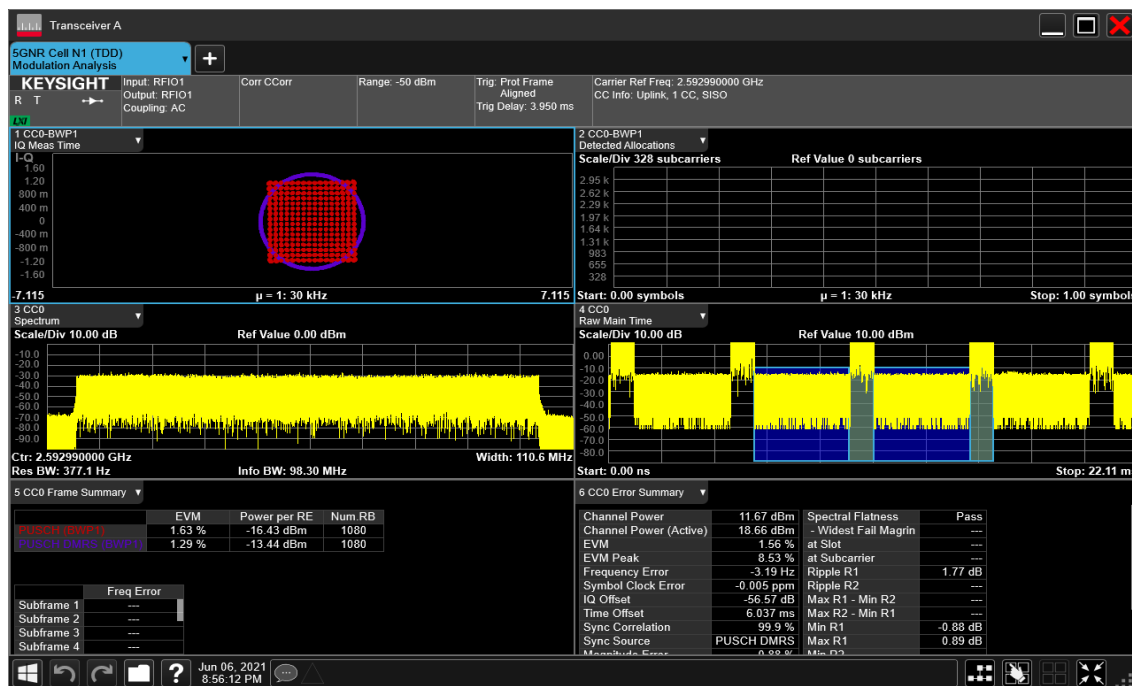 Transceiver A
5GNR Cell N1 (TDD)
Modulation Analysis
+
KEYSIGHT
R T
LXI
Input: RFIO1
Output: RFIO1
Coupling: AC
Corr CCorr
Range: -50 dBm
Trig: Prot Frame
Aligned
Trig Delay: 3.950 ms
Carrier Ref Freq: 2.592990000 GHz
CC Info: Uplink, 1 CC, SISO
1 CC0-BWP1
IQ Meas Time
I-Q
1.60
1.20
800 m
400 m
0
-400 m
-800 m
-1.20
-1.60
-7.115 µ = 1: 30 kHz 7.115
2 CC0-BWP1
Detected Allocations
Scale/Div 328 subcarriers Ref Value 0 subcarriers
2.95 k
2.62 k
2.29 k
1.97 k
1.64 k
1.31 k
983
655
328
Start: 0.00 symbols µ = 1: 30 kHz Stop: 1.00 symbols
3 CC0
Spectrum
Scale/Div 10.00 dB Ref Value 0.00 dBm
-10.0
-20.0
-30.0
-40.0
-50.0
-60.0
-70.0
-80.0
-90.0
Ctr: 2.592990000 GHz Width: 110.6 MHz
Res BW: 377.1 Hz Info BW: 98.30 MHz
4 CC0
Raw Main Time
Scale/Div 10.00 dB Ref Value 10.00 dBm
0.00
-10.0
-20.0
-30.0
-40.0
-50.0
-60.0
-70.0
-80.0
Start: 0.00 ns Stop: 22.11 m
5 CC0 Frame Summary
EVM Power per RE Num.RB
PUSCH (BWP1) 1.63 % -16.43 dBm 1080
PUSCH DMRS (BWP1) 1.29 % -13.44 dBm 1080
Freq Error
Subframe 1 ---
Subframe 2 ---
Subframe 3 ---
Subframe 4 ---
6 CC0 Error Summary
Channel Power 11.67 dBm Spectral Flatness Pass
Channel Power (Active) 18.66 dBm - Widest Fail Magrin ---
EVM 1.56 % at Slot ---
EVM Peak 8.53 % at Subcarrier ---
Frequency Error -3.19 Hz Ripple R1 1.77 dB
Symbol Clock Error -0.005 ppm Ripple R2 ---
IQ Offset -56.57 dB Max R1 - Min R2 ---
Time Offset 6.037 ms Max R2 - Min R1 ---
Sync Correlation 99.9 % Min R1 -0.88 dB
Sync Source PUSCH DMRS Max R1 0.89 dB
Magnitude Error 0.88 % Min R2 ---
?
Jun 06, 2021
8:56:12 PM